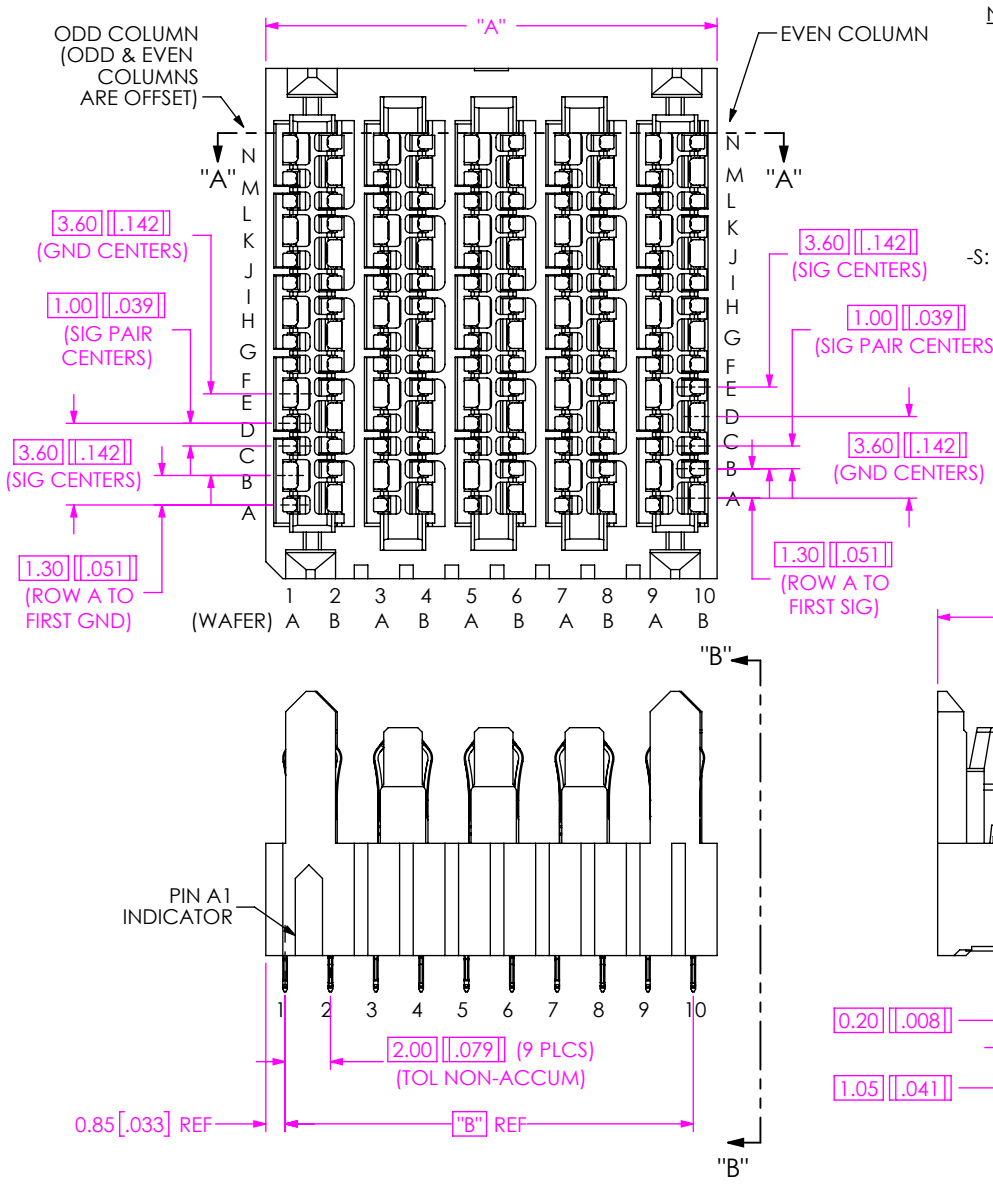 "A"
N
ODD COLUMN
(ODD & EVEN
COLUMNS
ARE OFFSET)
EVEN COLUMN
"A"
"A"
N
M
L
K
J
I
H
G
F
E
D
C
B
A
N
M
L
K
J
I
H
G
F
E
D
C
B
A
3.60 [.142]
(GND CENTERS)
1.00 [.039]
(SIG PAIR
CENTERS)
3.60 [.142]
(SIG CENTERS)
1.30 [.051]
(ROW A TO
FIRST GND)
3.60 [.142]
(SIG CENTERS)
-S:
1.00 [.039]
(SIG PAIR CENTERS
3.60 [.142]
(GND CENTERS)
1.30 [.051]
(ROW A TO
FIRST SIG)
1 2 3 4 5 6 7 8 9 10
(WAFER) A B A B A B A B A B
"B"
PIN A1
INDICATOR
1 2 3 4 5 6 7 8 9 10
2.00 [.079] (9 PLCS)
(TOL NON-ACCUM)
0.85 [.033] REF
"B" REF
0.20 [.008]
1.05 [.041]
"B"